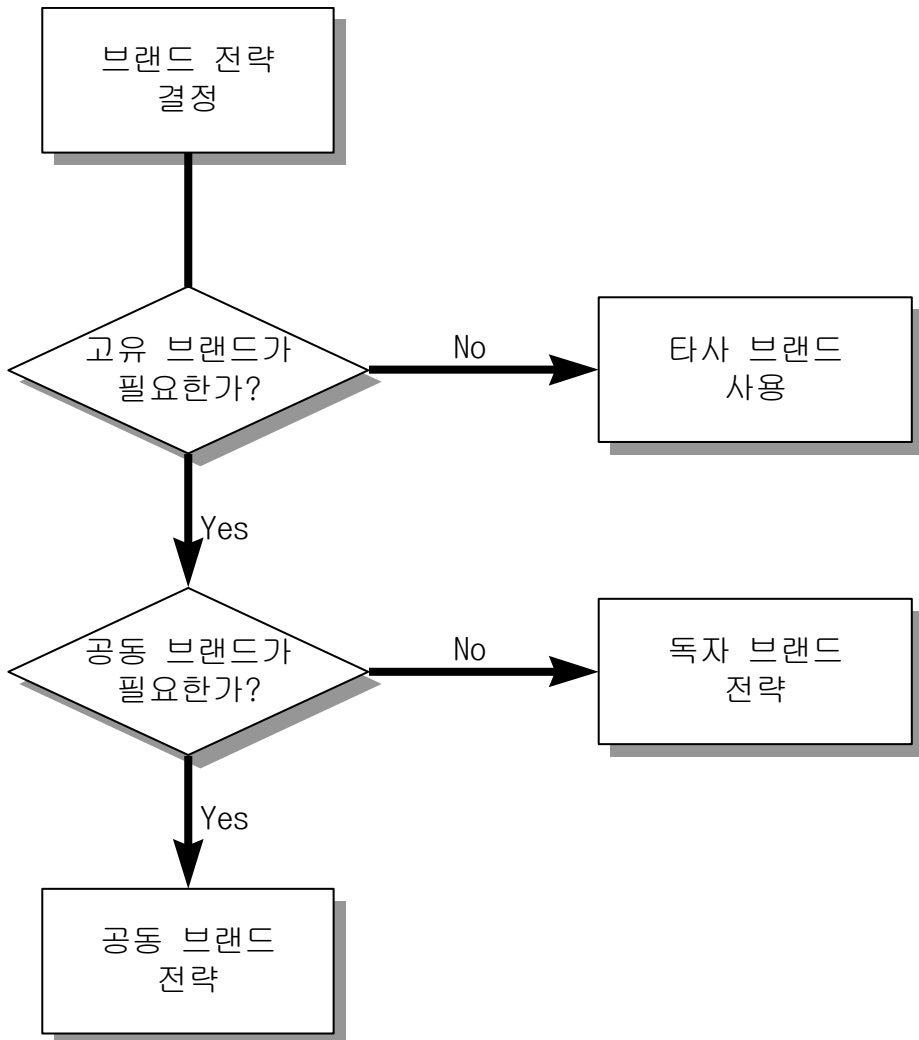 브랜드 전략
결정
고유 브랜드가
필요한가?
No
타사 브랜드
사용
Yes
공동 브랜드가
필요한가?
No
독자 브랜드
전략
Yes
공동 브랜드
전략